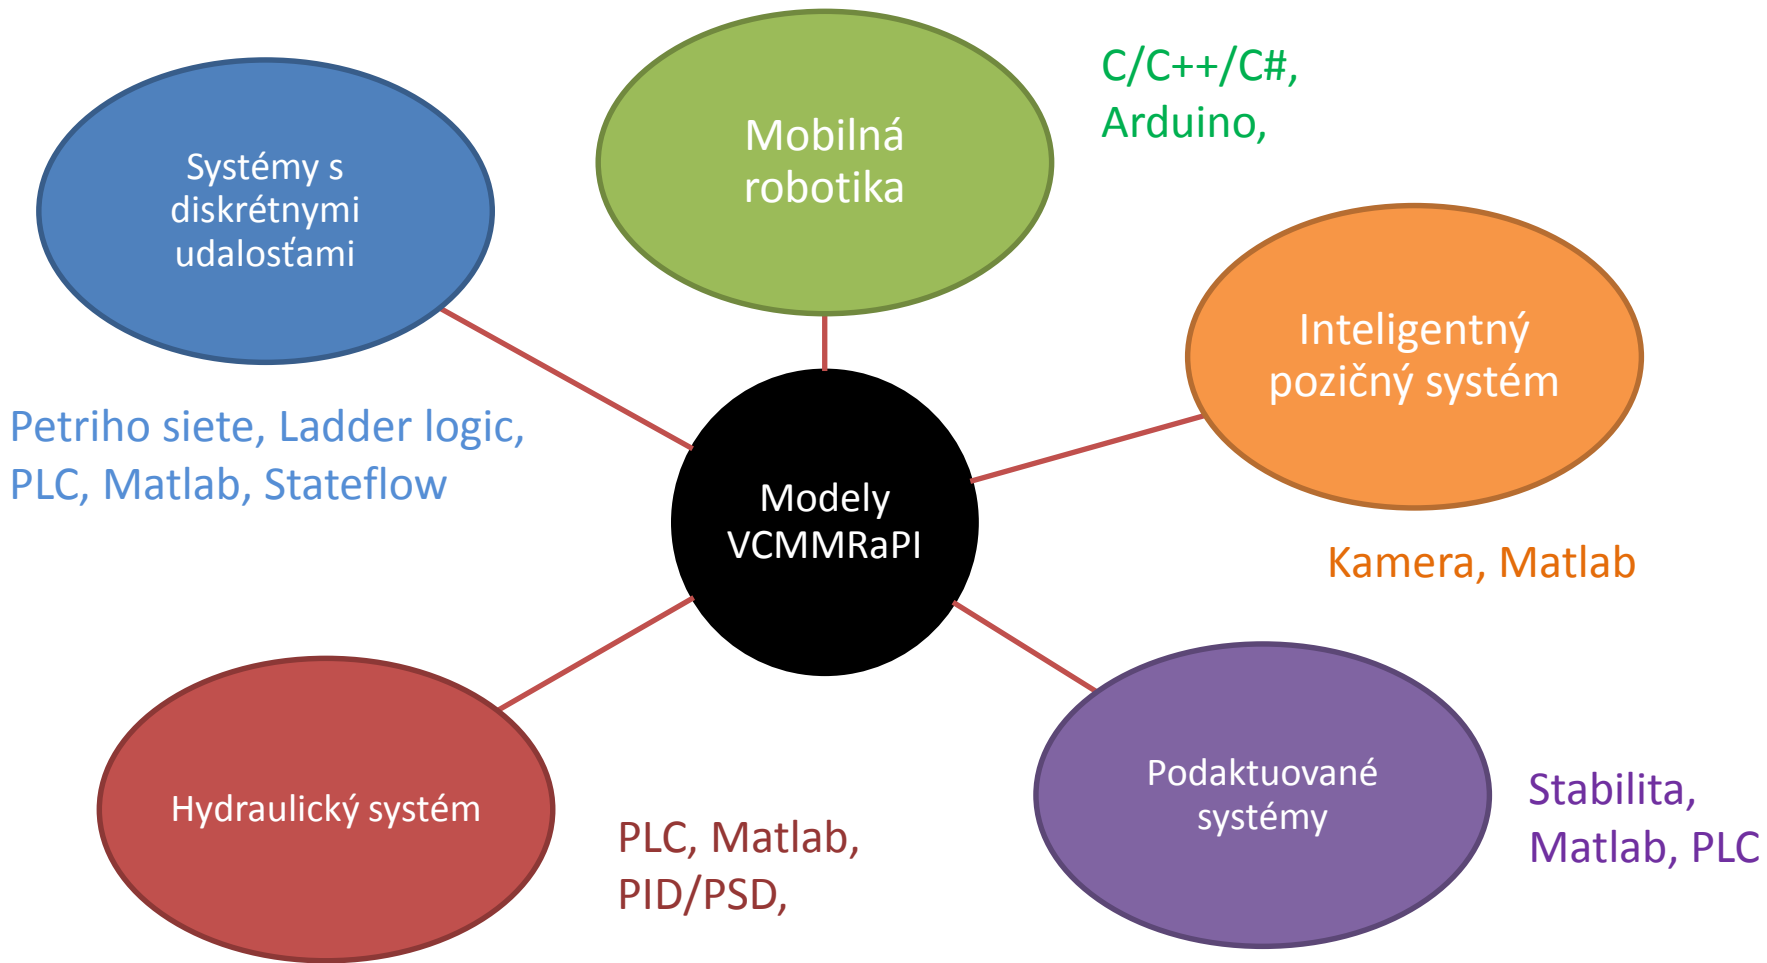 Mobilná
robotika
C/C++/C#,
Arduino,
Systémy s
diskrétnymi
udalosťami
Petriho siete, Ladder logic,
PLC, Matlab, Stateflow
Inteligentný
pozičný systém
Kamera, Matlab
Modely
VCMMRaPI
Hydraulický systém
PLC, Matlab,
PID/PSD,
Podaktuované
systémy
Stabilita,
Matlab, PLC